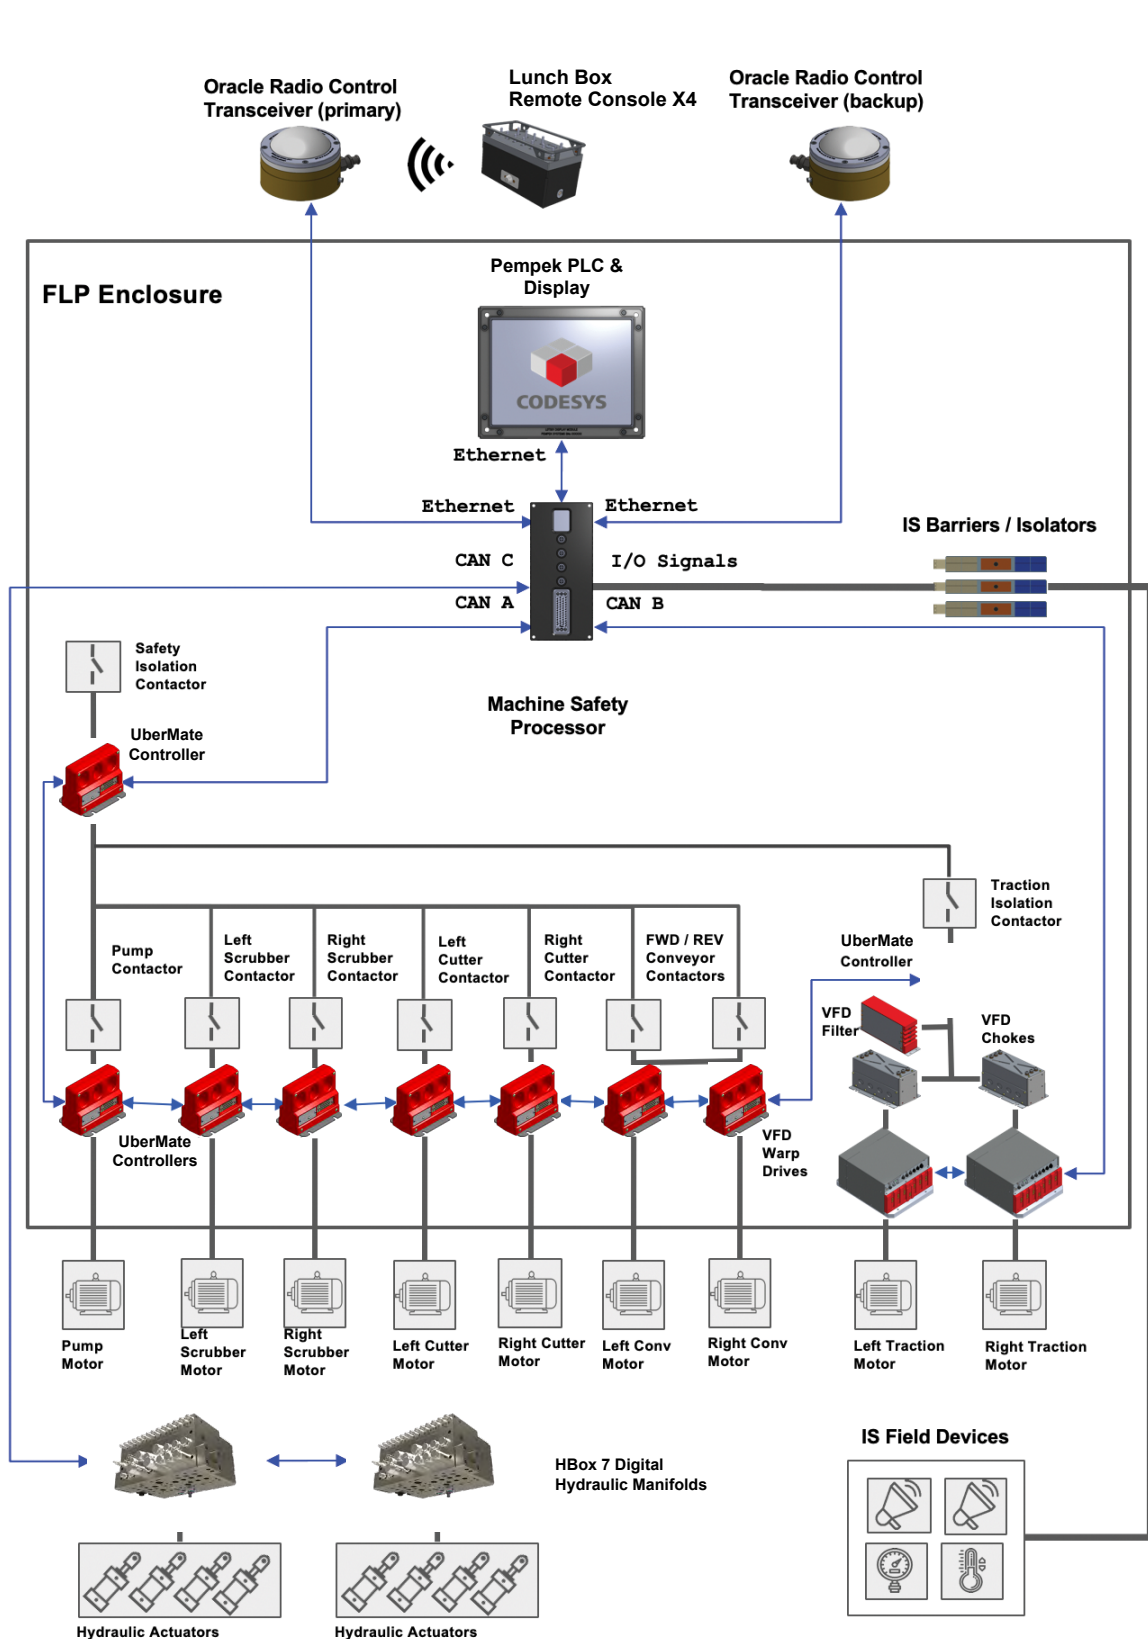 Oracle Radio Control
Transceiver (primary)
Lunch Box
Remote Console X4
Oracle Radio Control
Transceiver (backup)
FLP Enclosure
Pempek PLC &
Display
CODESYS
Ethernet
Ethernet
Ethernet
IS Barriers / Isolators
CAN C
I/O Signals
CAN A
CAN B
Safety
Isolation
Contactor
Machine Safety
Processor
UberMate
Controller
Traction
Isolation
Contactor
Pump
Contactor
Left
Scrubber
Contactor
Right
Scrubber
Contactor
Left
Cutter
Contactor
Right
Cutter
Contactor
FWD / REV
Conveyor
Contactors
UberMate
Controller
VFD
Filter
VFD
Chokes
UberMate
Controllers
VFD
Warp
Drives
Pump
Motor
Left
Scrubber
Motor
Right
Scrubber
Motor
Left Cutter
Motor
Right Cutter
Motor
Left Conv
Motor
Right Conv
Motor
Left Traction
Motor
Right Traction
Motor
HBox 7 Digital
Hydraulic Manifolds
IS Field Devices
Hydraulic Actuators
Hydraulic Actuators